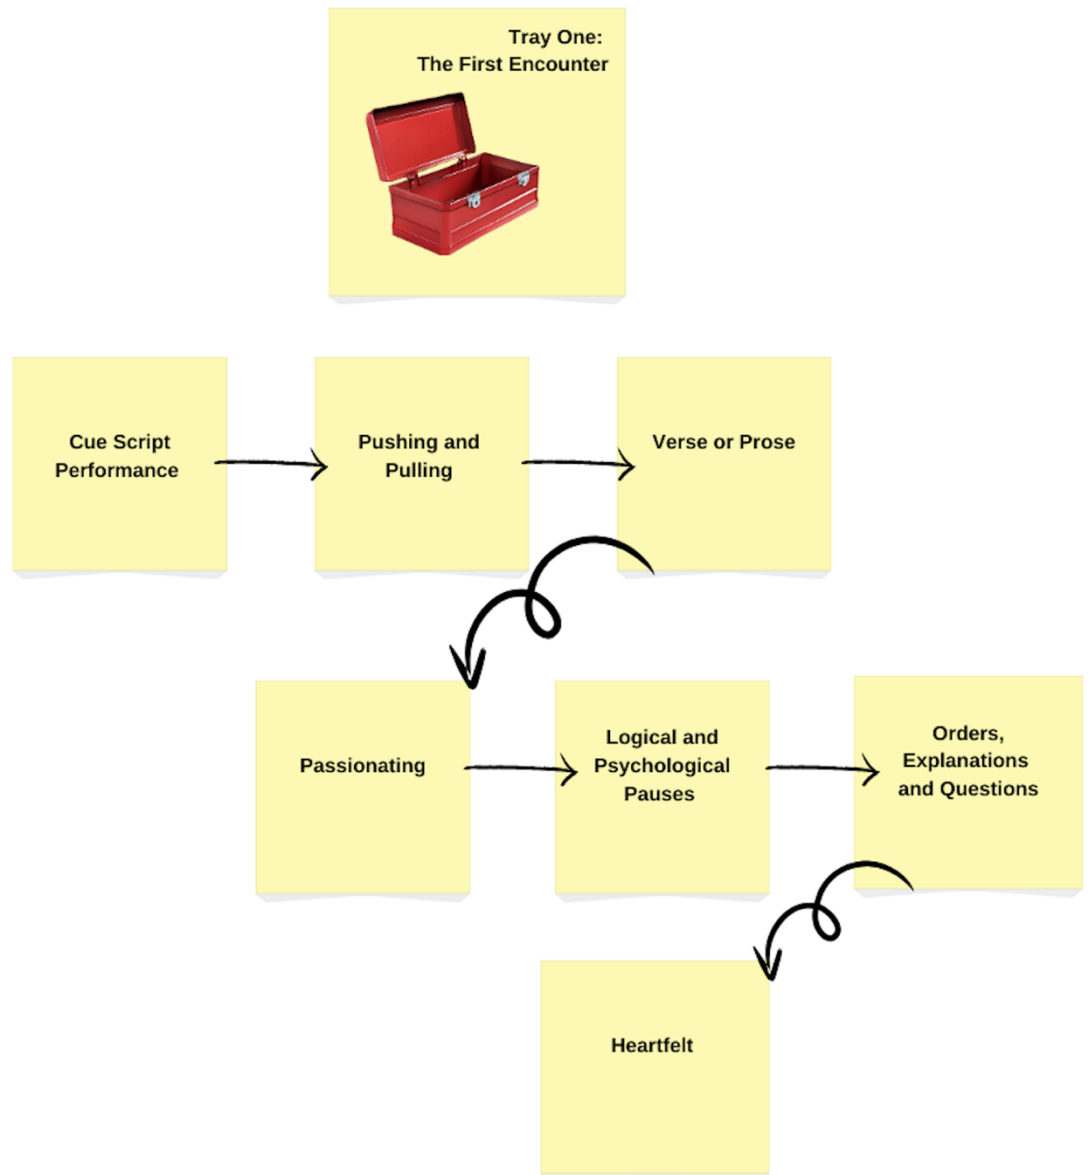 Tray One:
The First Encounter
Cue Script
Performance
Pushing and
Pulling
Verse or Prose
Passionating
Logical and
Psychological
Pauses
Orders,
Explanations
and Questions
Heartfelt